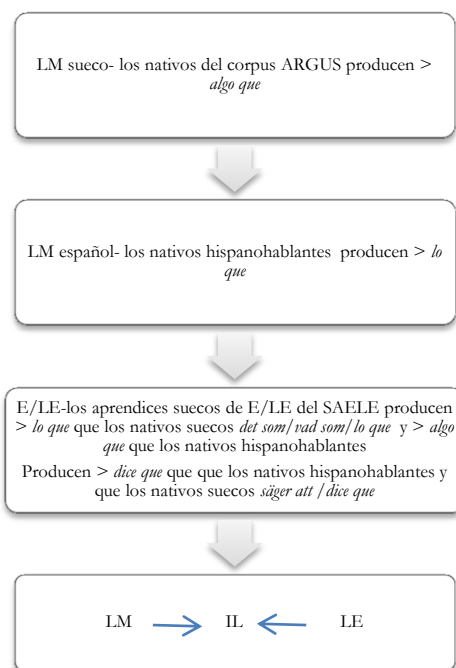 LM sueco- los nativos del corpus ARGUS producen >
algo que
LM español- los nativos hispanohablantes producen > lo
que
E/LE-los aprendices suecos de E/LE del SAELE producen
> lo que que los nativos suecos det som/vad som/lo que y > algo
que que los nativos hispanohablantes
Producen > dice que que los nativos hispanohablantes y
que los nativos suecos säger att /dice que
LM IL LE